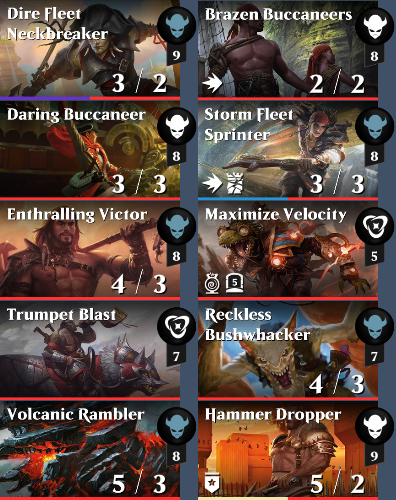 Dire Fleet
Neckbreaker
9
3 / 2
Brazen Buccaneers
8
2 / 2
Daring Buccaneer
8
3 / 3
Storm Fleet
Sprinter
8
3 / 3
Enthralling Victor
8
4 / 3
Maximize Velocity
5
5
Trumpet Blast
7
Reckless
Bushwhacker
7
4 / 3
Volcanic Rambler
8
5 / 3
Hammer Dropper
9
5 / 2